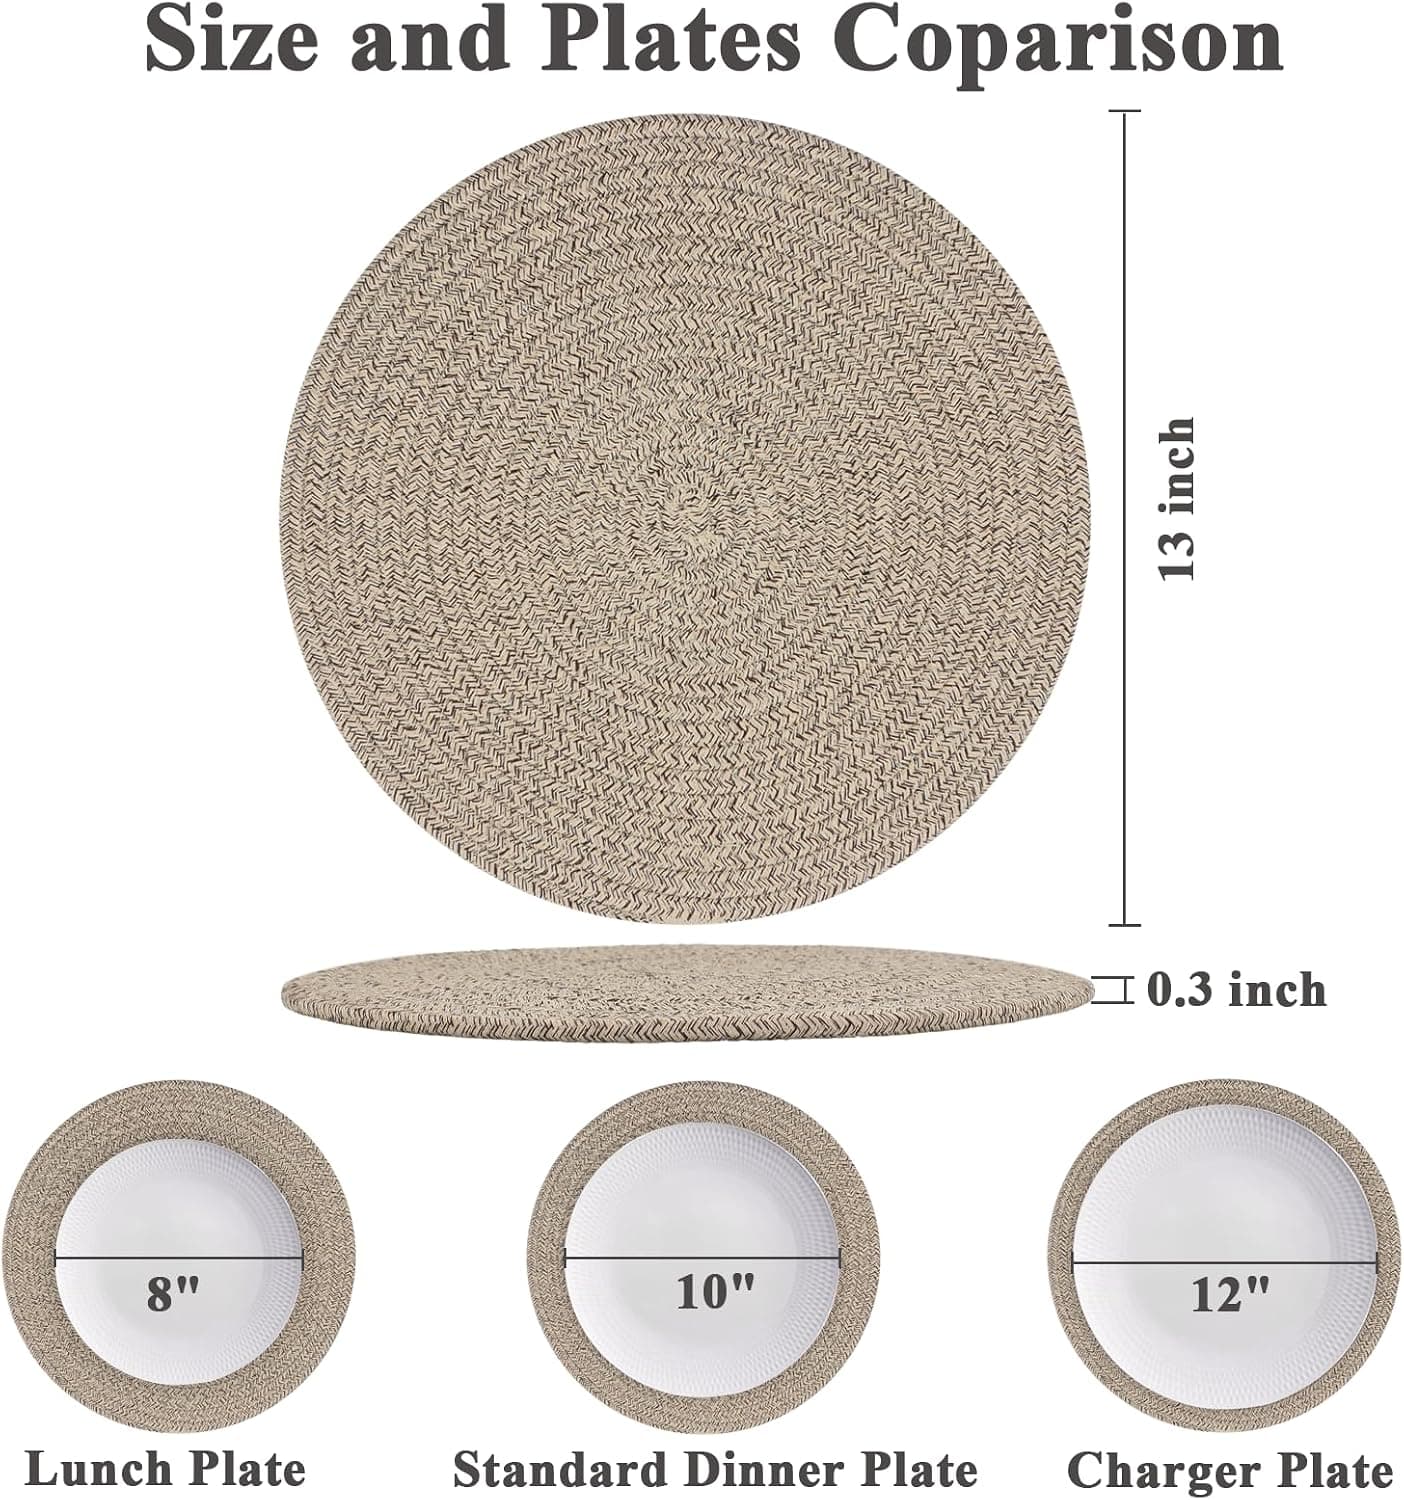 Size and Plates Coparison
13 inch
0.3 inch
8"
10"
12"
Lunch Plate
Standard Dinner Plate
Charger Plate